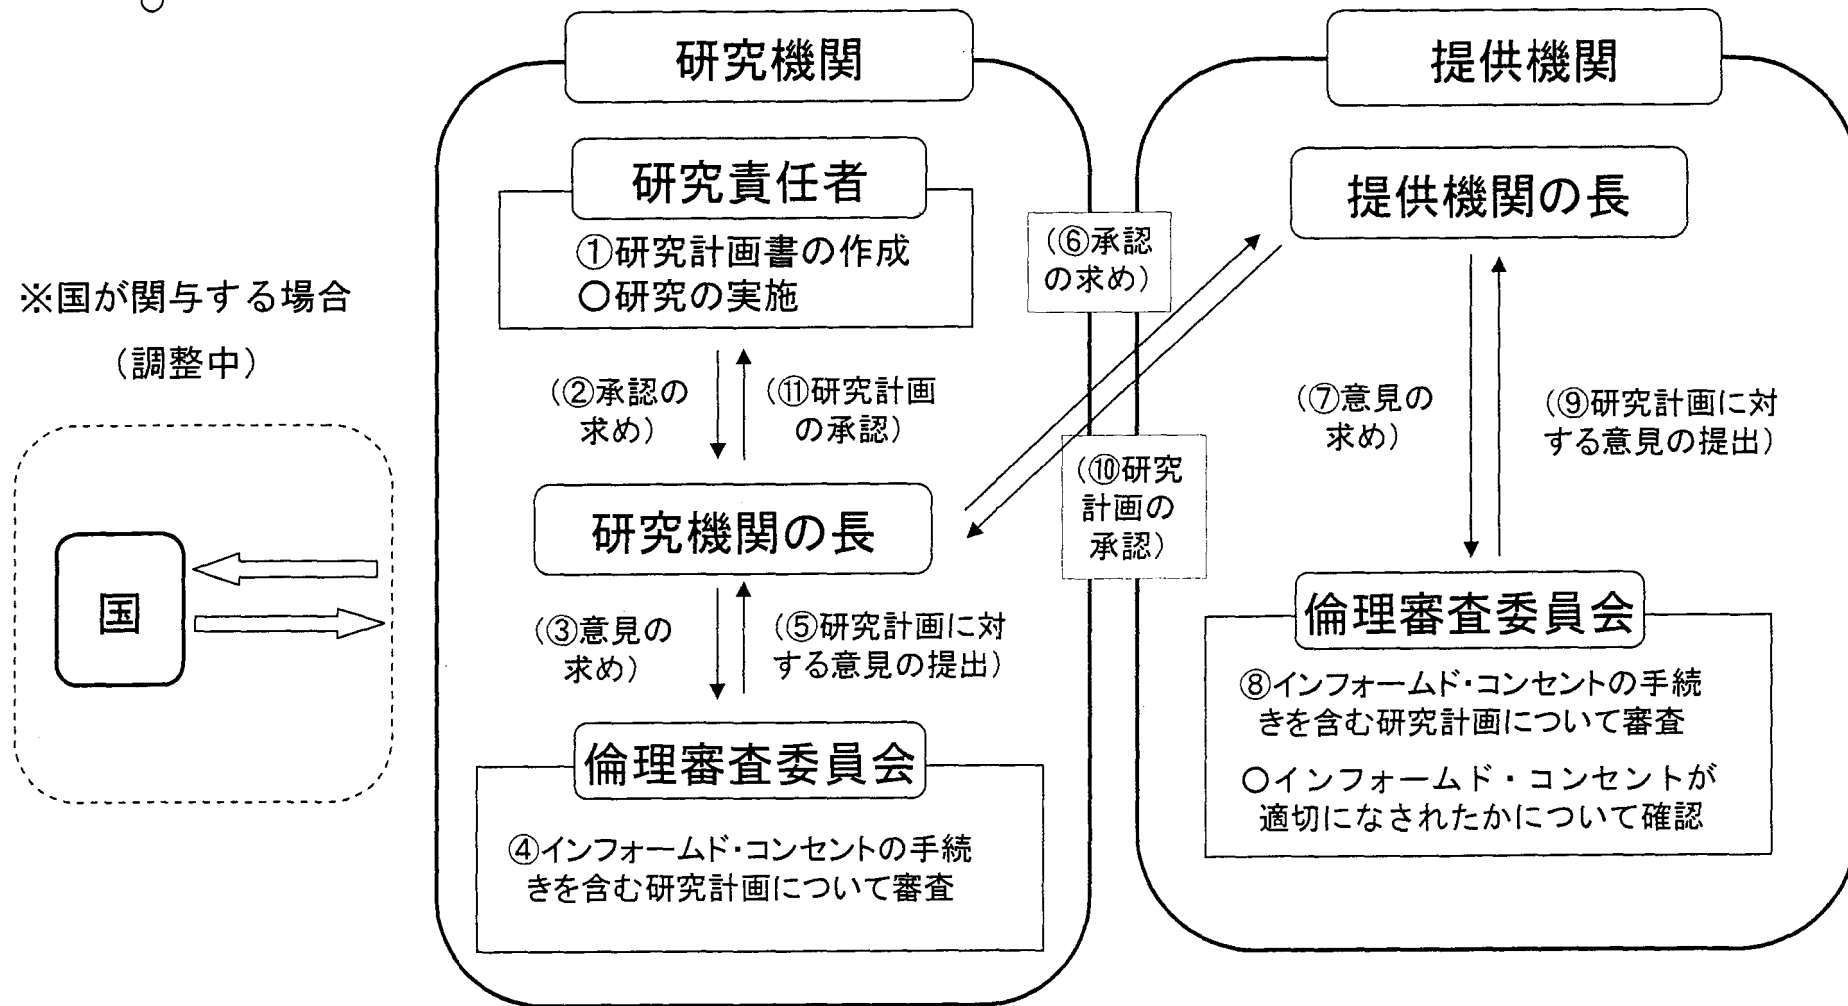 ※国が関与する場合
（調整中）
国
研究機関
研究責任者
①研究計画書の作成
○研究の実施
（②承認の
求め）
（⑪研究計画
の承認）
研究機関の長
（③意見の
求め）
（⑤研究計画に対
する意見の提出）
倫理審査委員会
④インフォームド・コンセントの手続
きを含む研究計画について審査
（⑥承認
の求め）
（⑩研究
計画の
承認）
提供機関
提供機関の長
（⑦意見の
求め）
（⑨研究計画に対
する意見の提出）
倫理審査委員会
⑧インフォームド・コンセントの手続
きを含む研究計画について審査
○インフォームド・コンセントが
適切になされたかについて確認